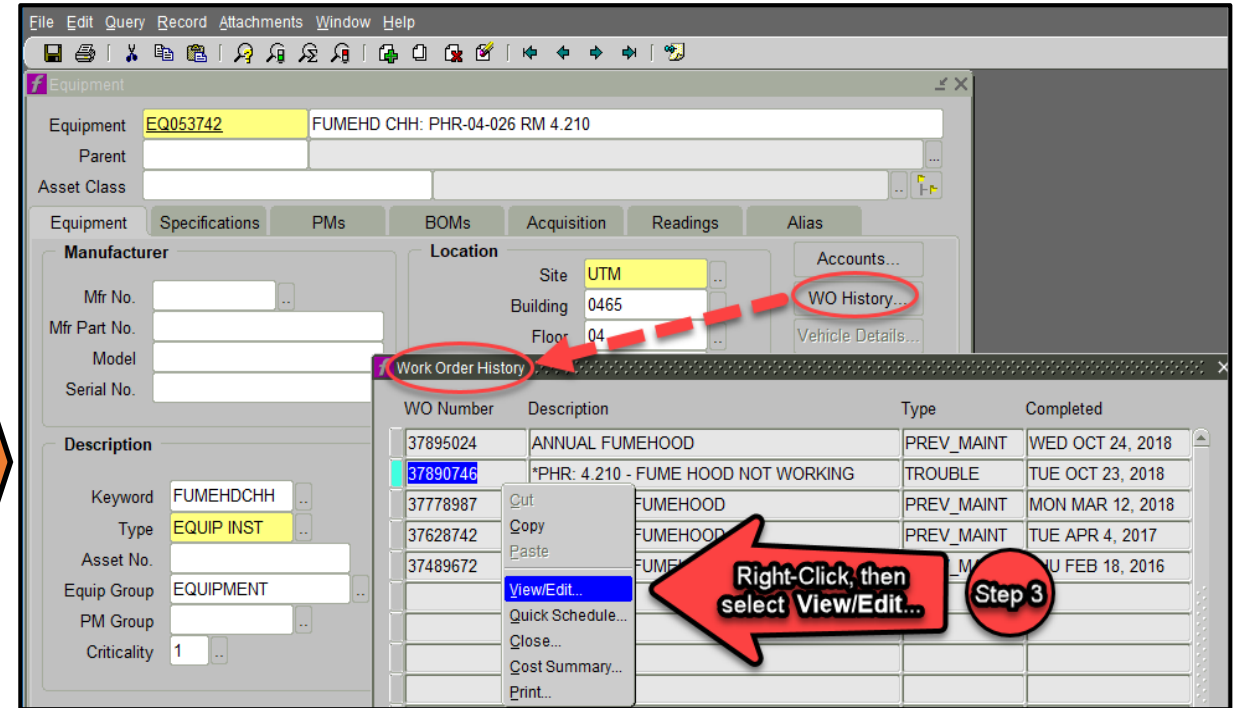 File Edit Query Record Attachments Window Help
Equipment
Equipment EQ053742 FUMEHD CHH: PHR-04-026 RM 4.210
Parent ...
Asset Class ..
Equipment Specifications PMs BOMs Acquisition Readings Alias
Manufacturer
Mfr No. ..
Mfr Part No.
Model
Serial No.
Location
Site UTM ..
Building 0465
Floor 04 ..
Accounts...
WO History...
Vehicle Details...
Description
Keyword FUMEHDCHH ..
Type EQUIP INST ..
Asset No.
Equip Group EQUIPMENT ..
PM Group ..
Criticality 1 ..
Work Order History
WO Number Description Type Completed
37895024 ANNUAL FUMEHOOD PREV_MAINT WED OCT 24, 2018
37890746 *PHR: 4.210 - FUME HOOD NOT WORKING TROUBLE TUE OCT 23, 2018
37778987 FUMEHOOD PREV_MAINT MON MAR 12, 2018
37628742 FUMEHOOD PREV_MAINT TUE APR 4, 2017
37489672 FEB 18, 2016
Cut
Copy
Paste
View/Edit...
Quick Schedule...
Close...
Cost Summary...
Print...
Right-Click, then
select View/Edit...
Step 3